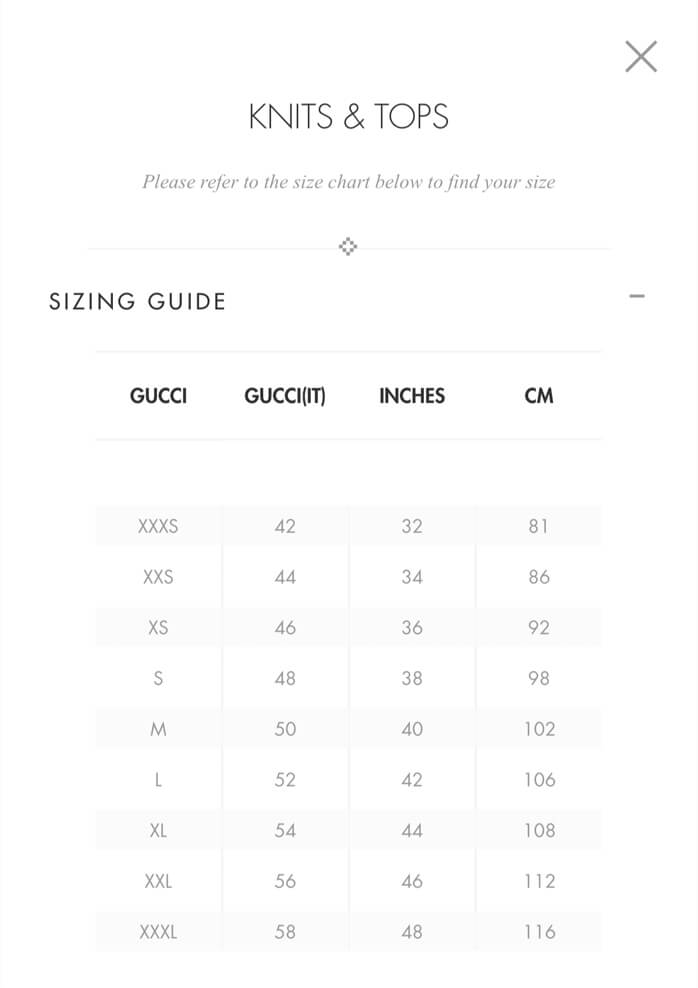 KNITS & TOPS
Please refer to the size chart below to find your size
SIZING GUIDE
GUCCI GUCCI(IT) INCHES CM
XXXS 42 32 81
XXS 44 34 86
XS 46 36 92
S 48 38 98
M 50 40 102
L 52 42 106
XL 54 44 108
XXL 56 46 112
XXXL 58 48 116